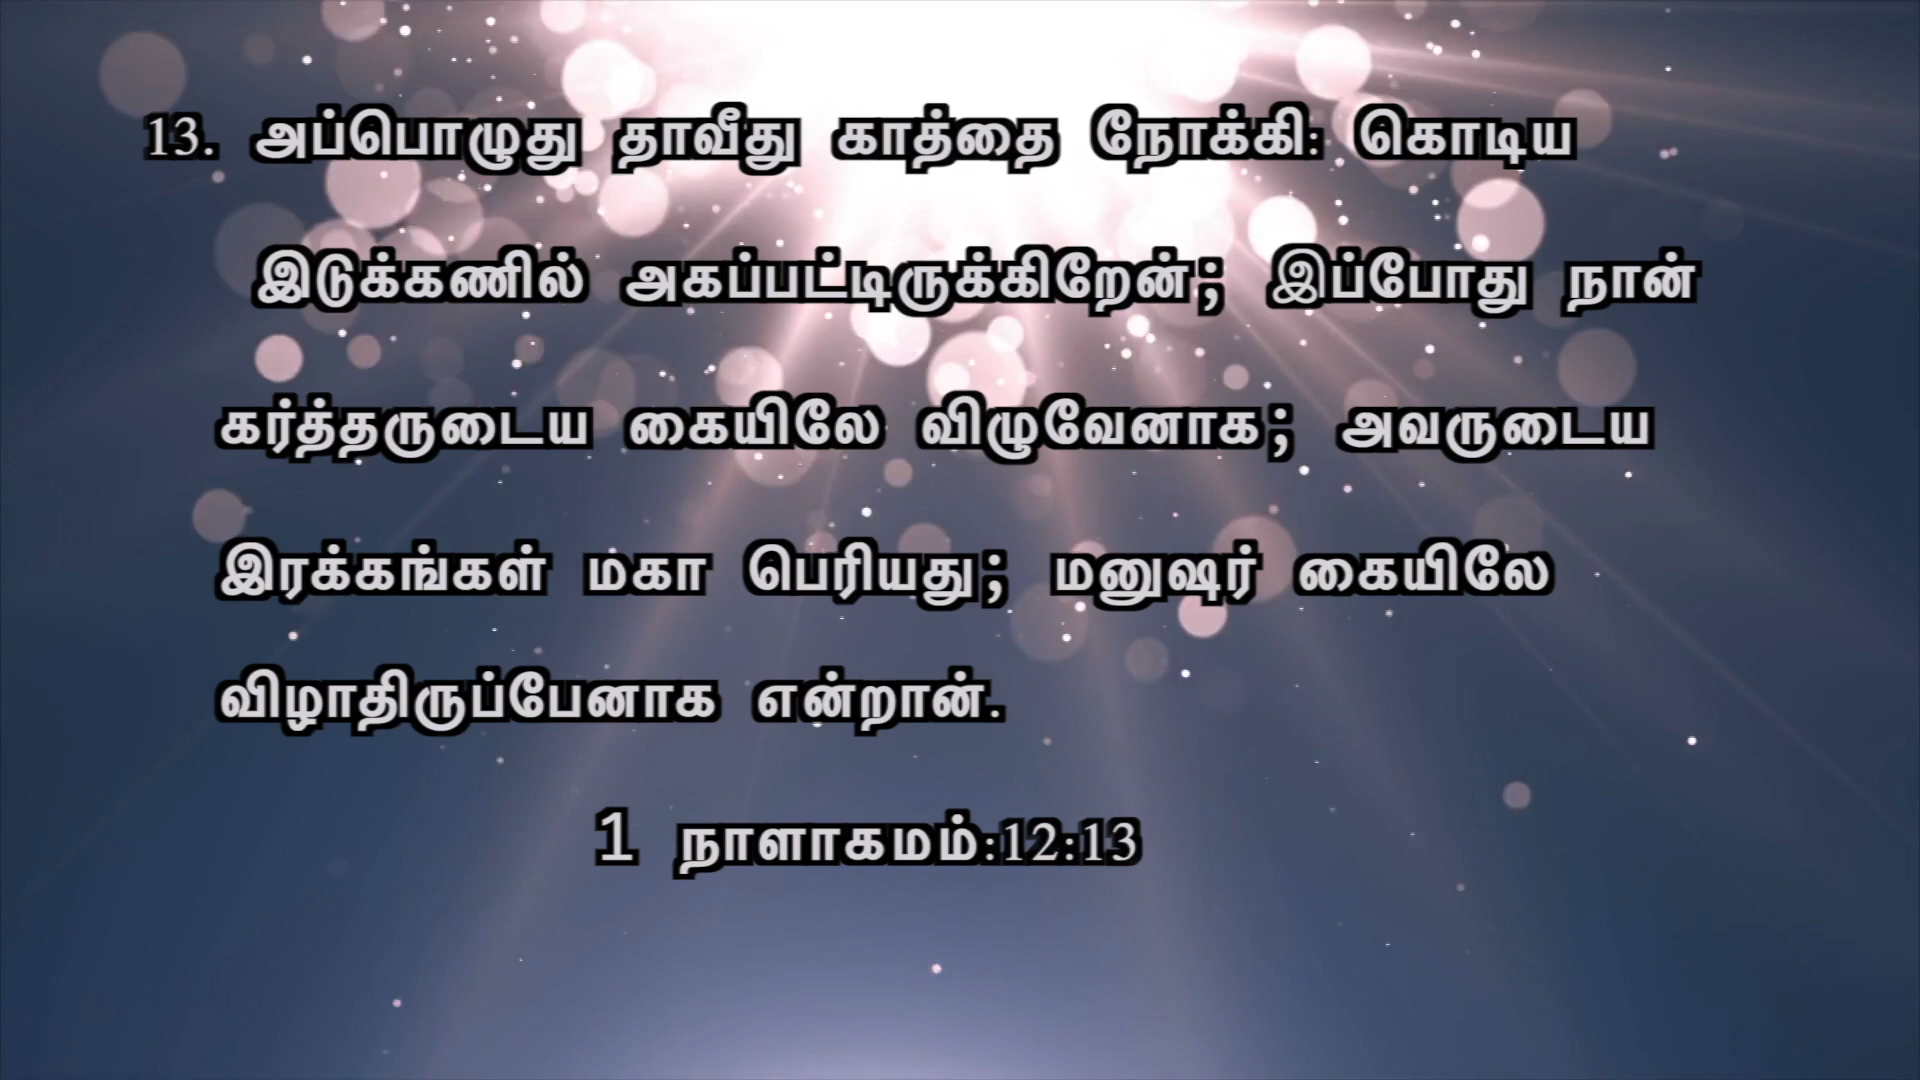 13. அப்பொழுது தாவீது காத்தை நோக்கி: கொடிய
இடுக்கணில் அகப்பட்டிருக்கிறேன்; இப்போது நான்
கர்த்தருடைய கையிலே விழுவேனாக; அவருடைய
இரக்கங்கள் மகா பெரியது; மனுஷர் கையிலே
விழாதிருப்பேனாக என்றான்.
1 நாளாகமம்:12:13